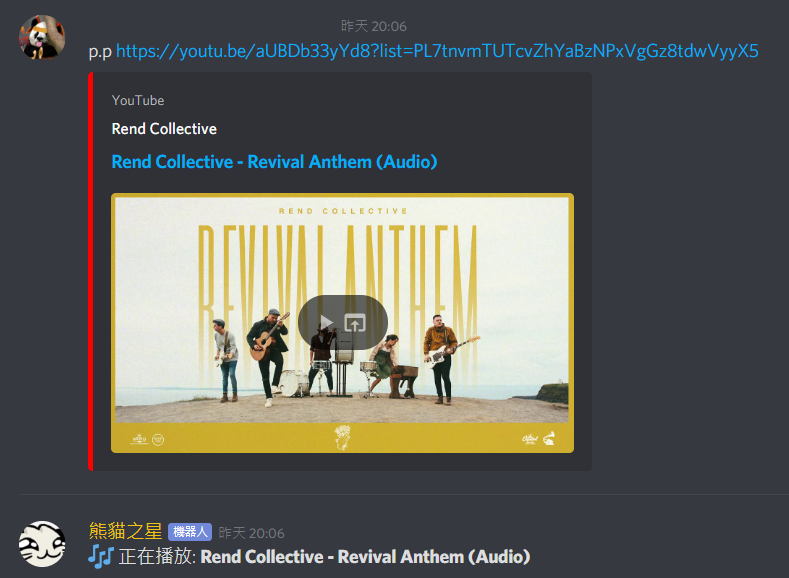 昨天 20:06
p.p https://youtu.be/aUBDb33yYd8?list=PL7tnvmTUTcvZhYaBzNPxVgGz8tdwVyyX5
YouTube
Rend Collective
Rend Collective - Revival Anthem (Audio)
REND COLLECTIVE
REVIVAL ANTHEM
熊貓之星 機器人 昨天 20:06
正在播放: Rend Collective - Revival Anthem (Audio)